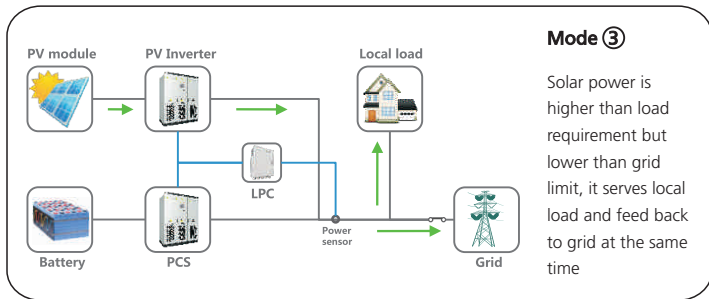 PV module
PV Inverter
Local load
LPC
Power
sensor
Battery
PCS
Grid
Mode ③
Solar power is
higher than load
requirement but
lower than grid
limit, it serves local
load and feed back
to grid at the same
time